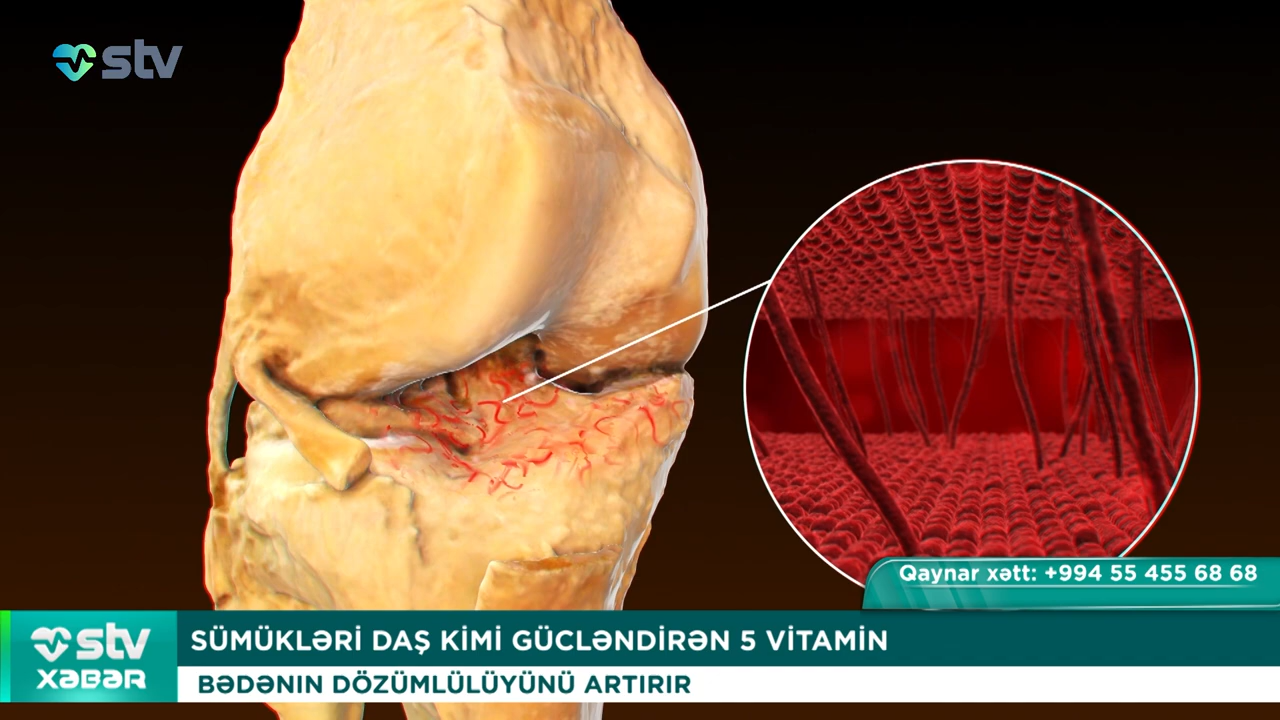 stv
Qaynar xətt: +994 55 455 68 68
stv
XƏBƏR
SÜMÜKLƏRİ DAŞ KİMİ GÜCLƏNDİRƏN 5 VİTAMİN
BƏDƏNIN DÖZÜMLÜLÜYÜNÜ ARTIRIR